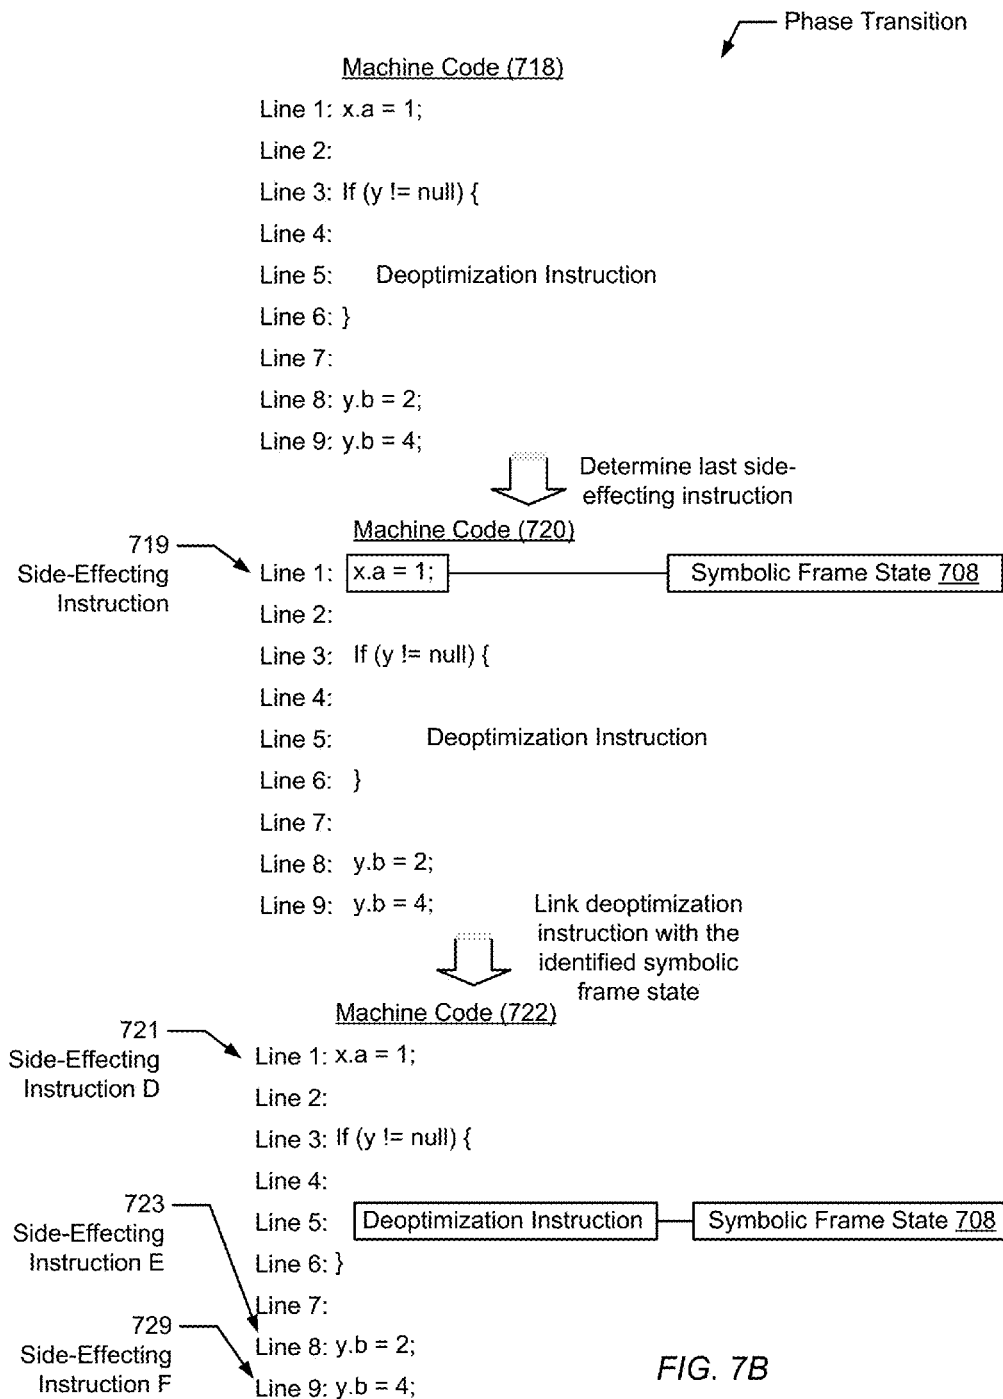 Phase Transition
Machine Code (718)
Line 1: x.a = 1;
Line 2:
Line 3: If (y != null) {
Line 4:
Line 5: Deoptimization Instruction
Line 6: }
Line 7:
Line 8: y.b = 2;
Line 9: y.b = 4;
Determine last side-
effecting instruction
Machine Code (720)
719
Side-Effecting
Instruction
Line 1: x.a = 1; Symbolic Frame State 708
Line 2:
Line 3: If (y != null) {
Line 4:
Line 5: Deoptimization Instruction
Line 6: }
Line 7:
Line 8: y.b = 2;
Line 9: y.b = 4;
Link deoptimization
instruction with the
identified symbolic
frame state
Machine Code (722)
721
Side-Effecting
Instruction D
Line 1: x.a = 1;
Line 2:
Line 3: If (y != null) {
Line 4:
723
Side-Effecting
Instruction E
Line 5: Deoptimization Instruction Symbolic Frame State 708
Line 6: }
Line 7:
729
Side-Effecting
Instruction F
Line 8: y.b = 2;
Line 9: y.b = 4;
FIG. 7B